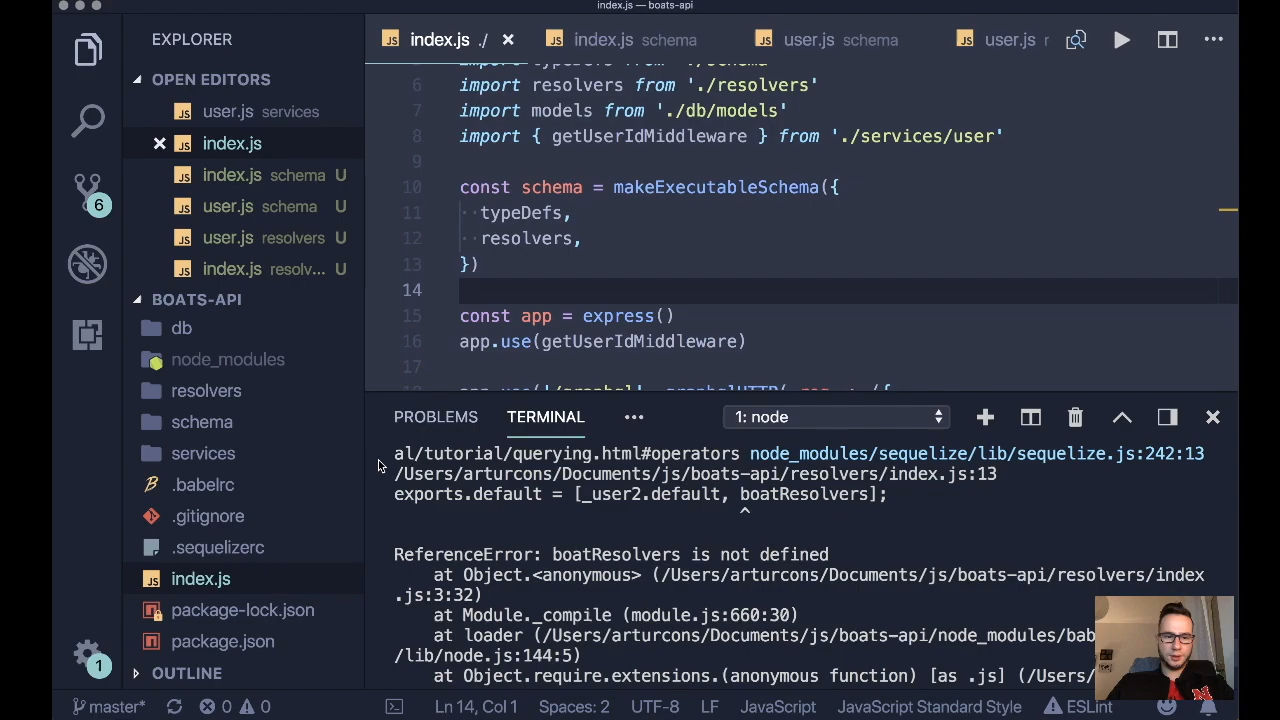 index.js — boats-api
EXPLORER
OPEN EDITORS
user.js services
index.js
index.js schema U
user.js schema U
user.js resolvers U
index.js resolv... U
BOATS-API
db
node_modules
resolvers
schema
services
.babelrc
.gitignore
.sequelizerc
index.js
package-lock.json
package.json
OUTLINE
6
1
index.js ./
index.js schema
user.js schema
user.js r
6 import resolvers from './resolvers'
7 import models from './db/models'
8 import { getUserIdMiddleware } from './services/user'
9
10 const schema = makeExecutableSchema({
11 typeDefs,
12 resolvers,
13 })
14
15 const app = express()
16 app.use(getUserIdMiddleware)
17
PROBLEMS TERMINAL ... 1: node
al/tutorial/querying.html#operators node_modules/sequelize/lib/sequelize.js:242:13
/Users/arturcons/Documents/js/boats-api/resolvers/index.js:13
exports.default = [_user2.default, boatResolvers];
^
ReferenceError: boatResolvers is not defined
at Object.<anonymous> (/Users/arturcons/Documents/js/boats-api/resolvers/index
.js:3:32)
at Module._compile (module.js:660:30)
at loader (/Users/arturcons/Documents/js/boats-api/node_modules/bab
/lib/node.js:144:5)
at Object.require.extensions.(anonymous function) [as .js] (/Users/
master* 0 0 Ln 14, Col 1 Spaces: 2 UTF-8 LF JavaScript JavaScript Standard Style ESLint